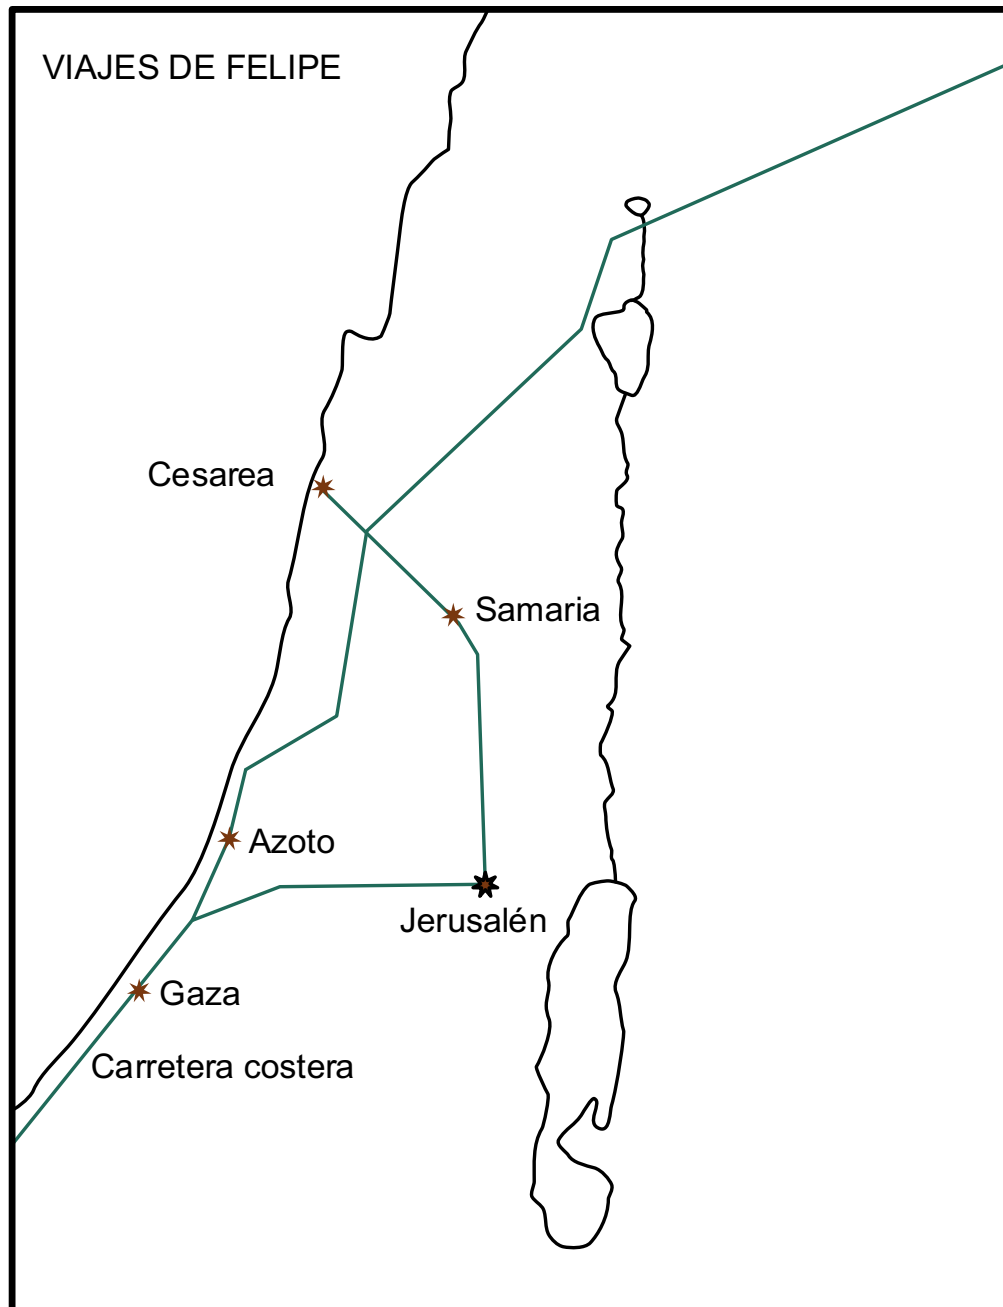 VIAJES DE FELIPE
Cesarea
Samaria
Azoto
Jerusalén
Gaza
Carretera costera